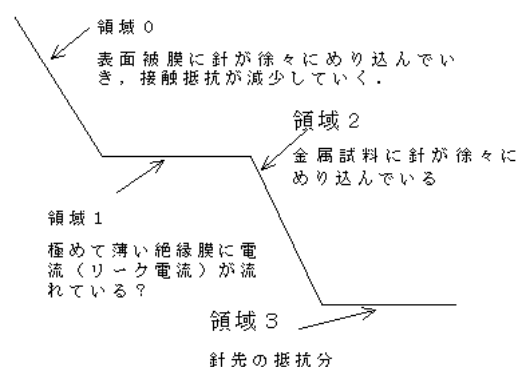 領域０
表面被膜に針が徐々にめり込んでい
き，接触抵抗が減少していく．
領域２
金属試料に針が徐々に
めり込んでいる
領域１
極めて薄い絶縁膜に電
流（リーク電流）が流
れている？
領域３
針先の抵抗分